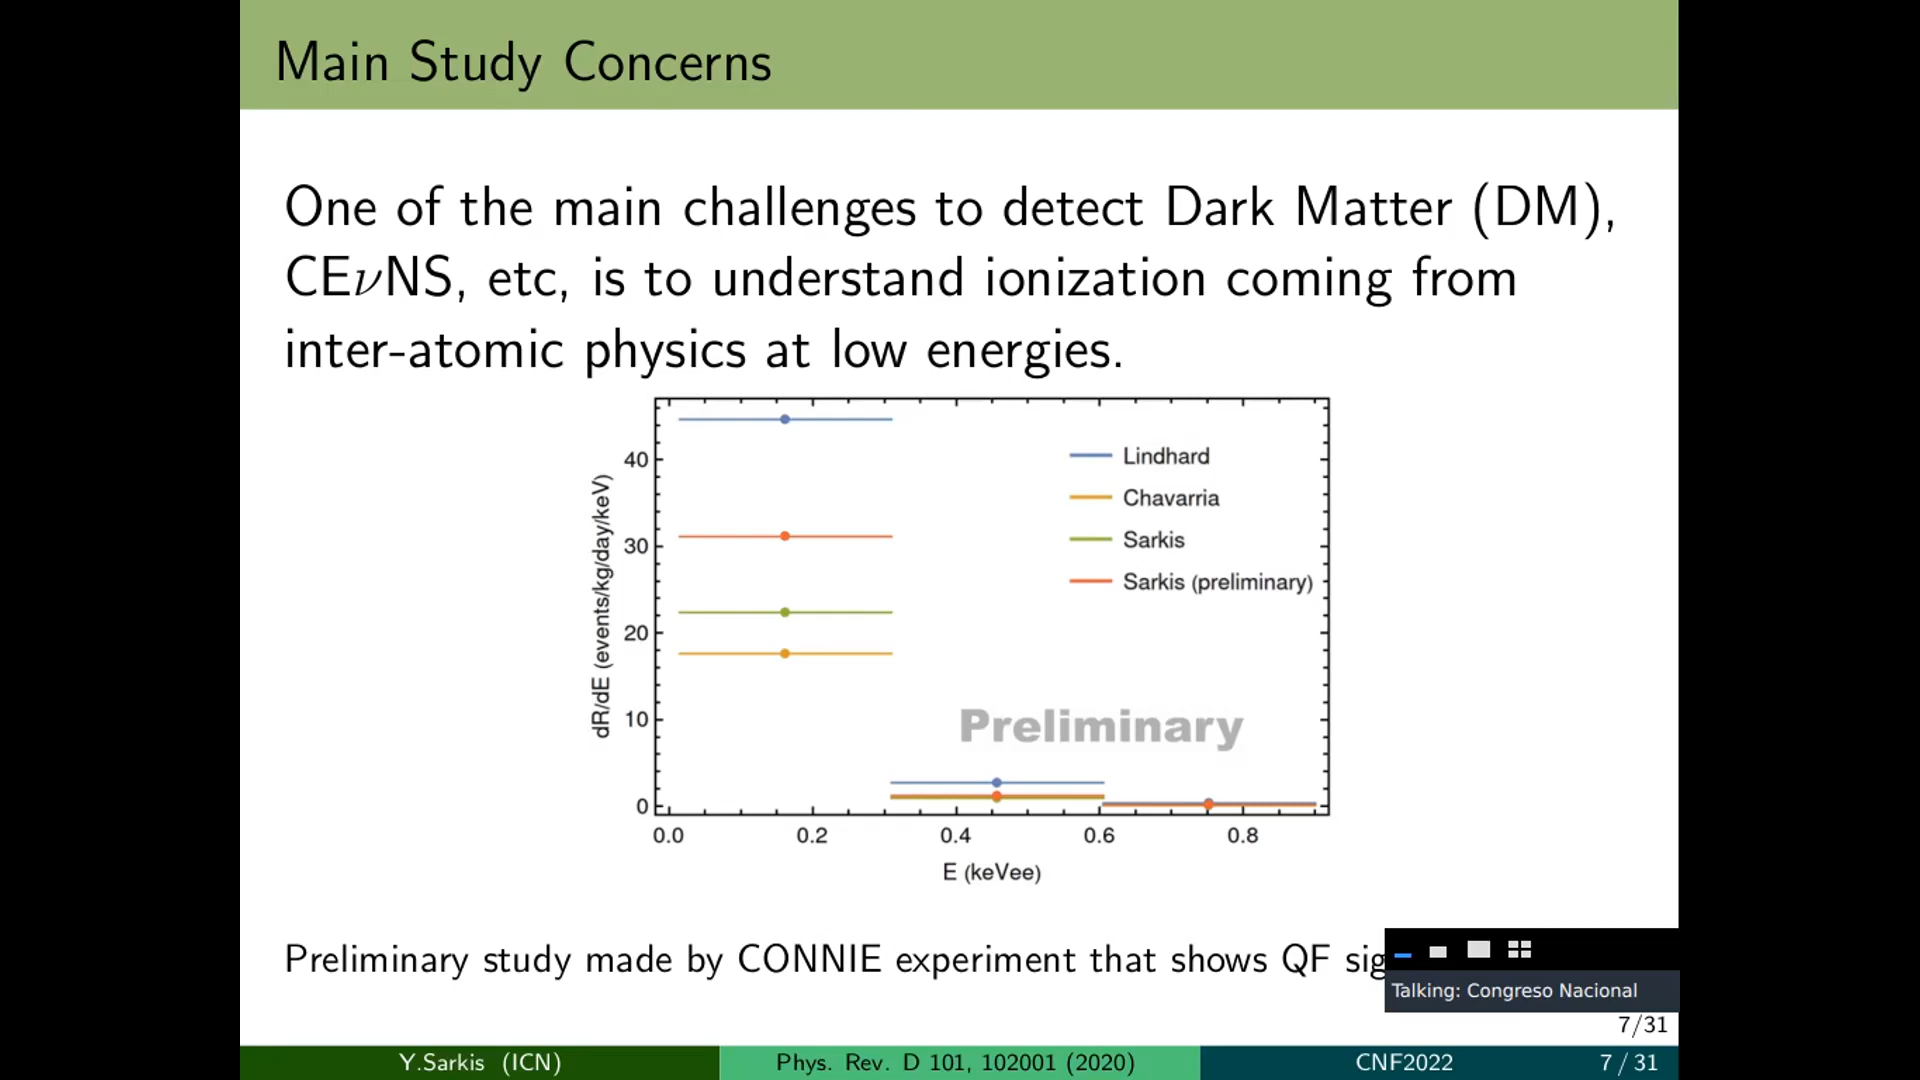 Main Study Concerns
One of the main challenges to detect Dark Matter (DM),
CEνNS, etc, is to understand ionization coming from
inter-atomic physics at low energies.
40
30
20
10
0
dR/dE (events/kg/day/keV)
Lindhard
Chavarria
Sarkis
Sarkis (preliminary)
Preliminary
0.0 0.2 0.4 0.6 0.8
E (keVee)
Preliminary study made by CONNIE experiment that shows QF
Talking: Congreso Nacional
7/31
Y.Sarkis (ICN) Phys. Rev. D 101, 102001 (2020) CNF2022 7 / 31